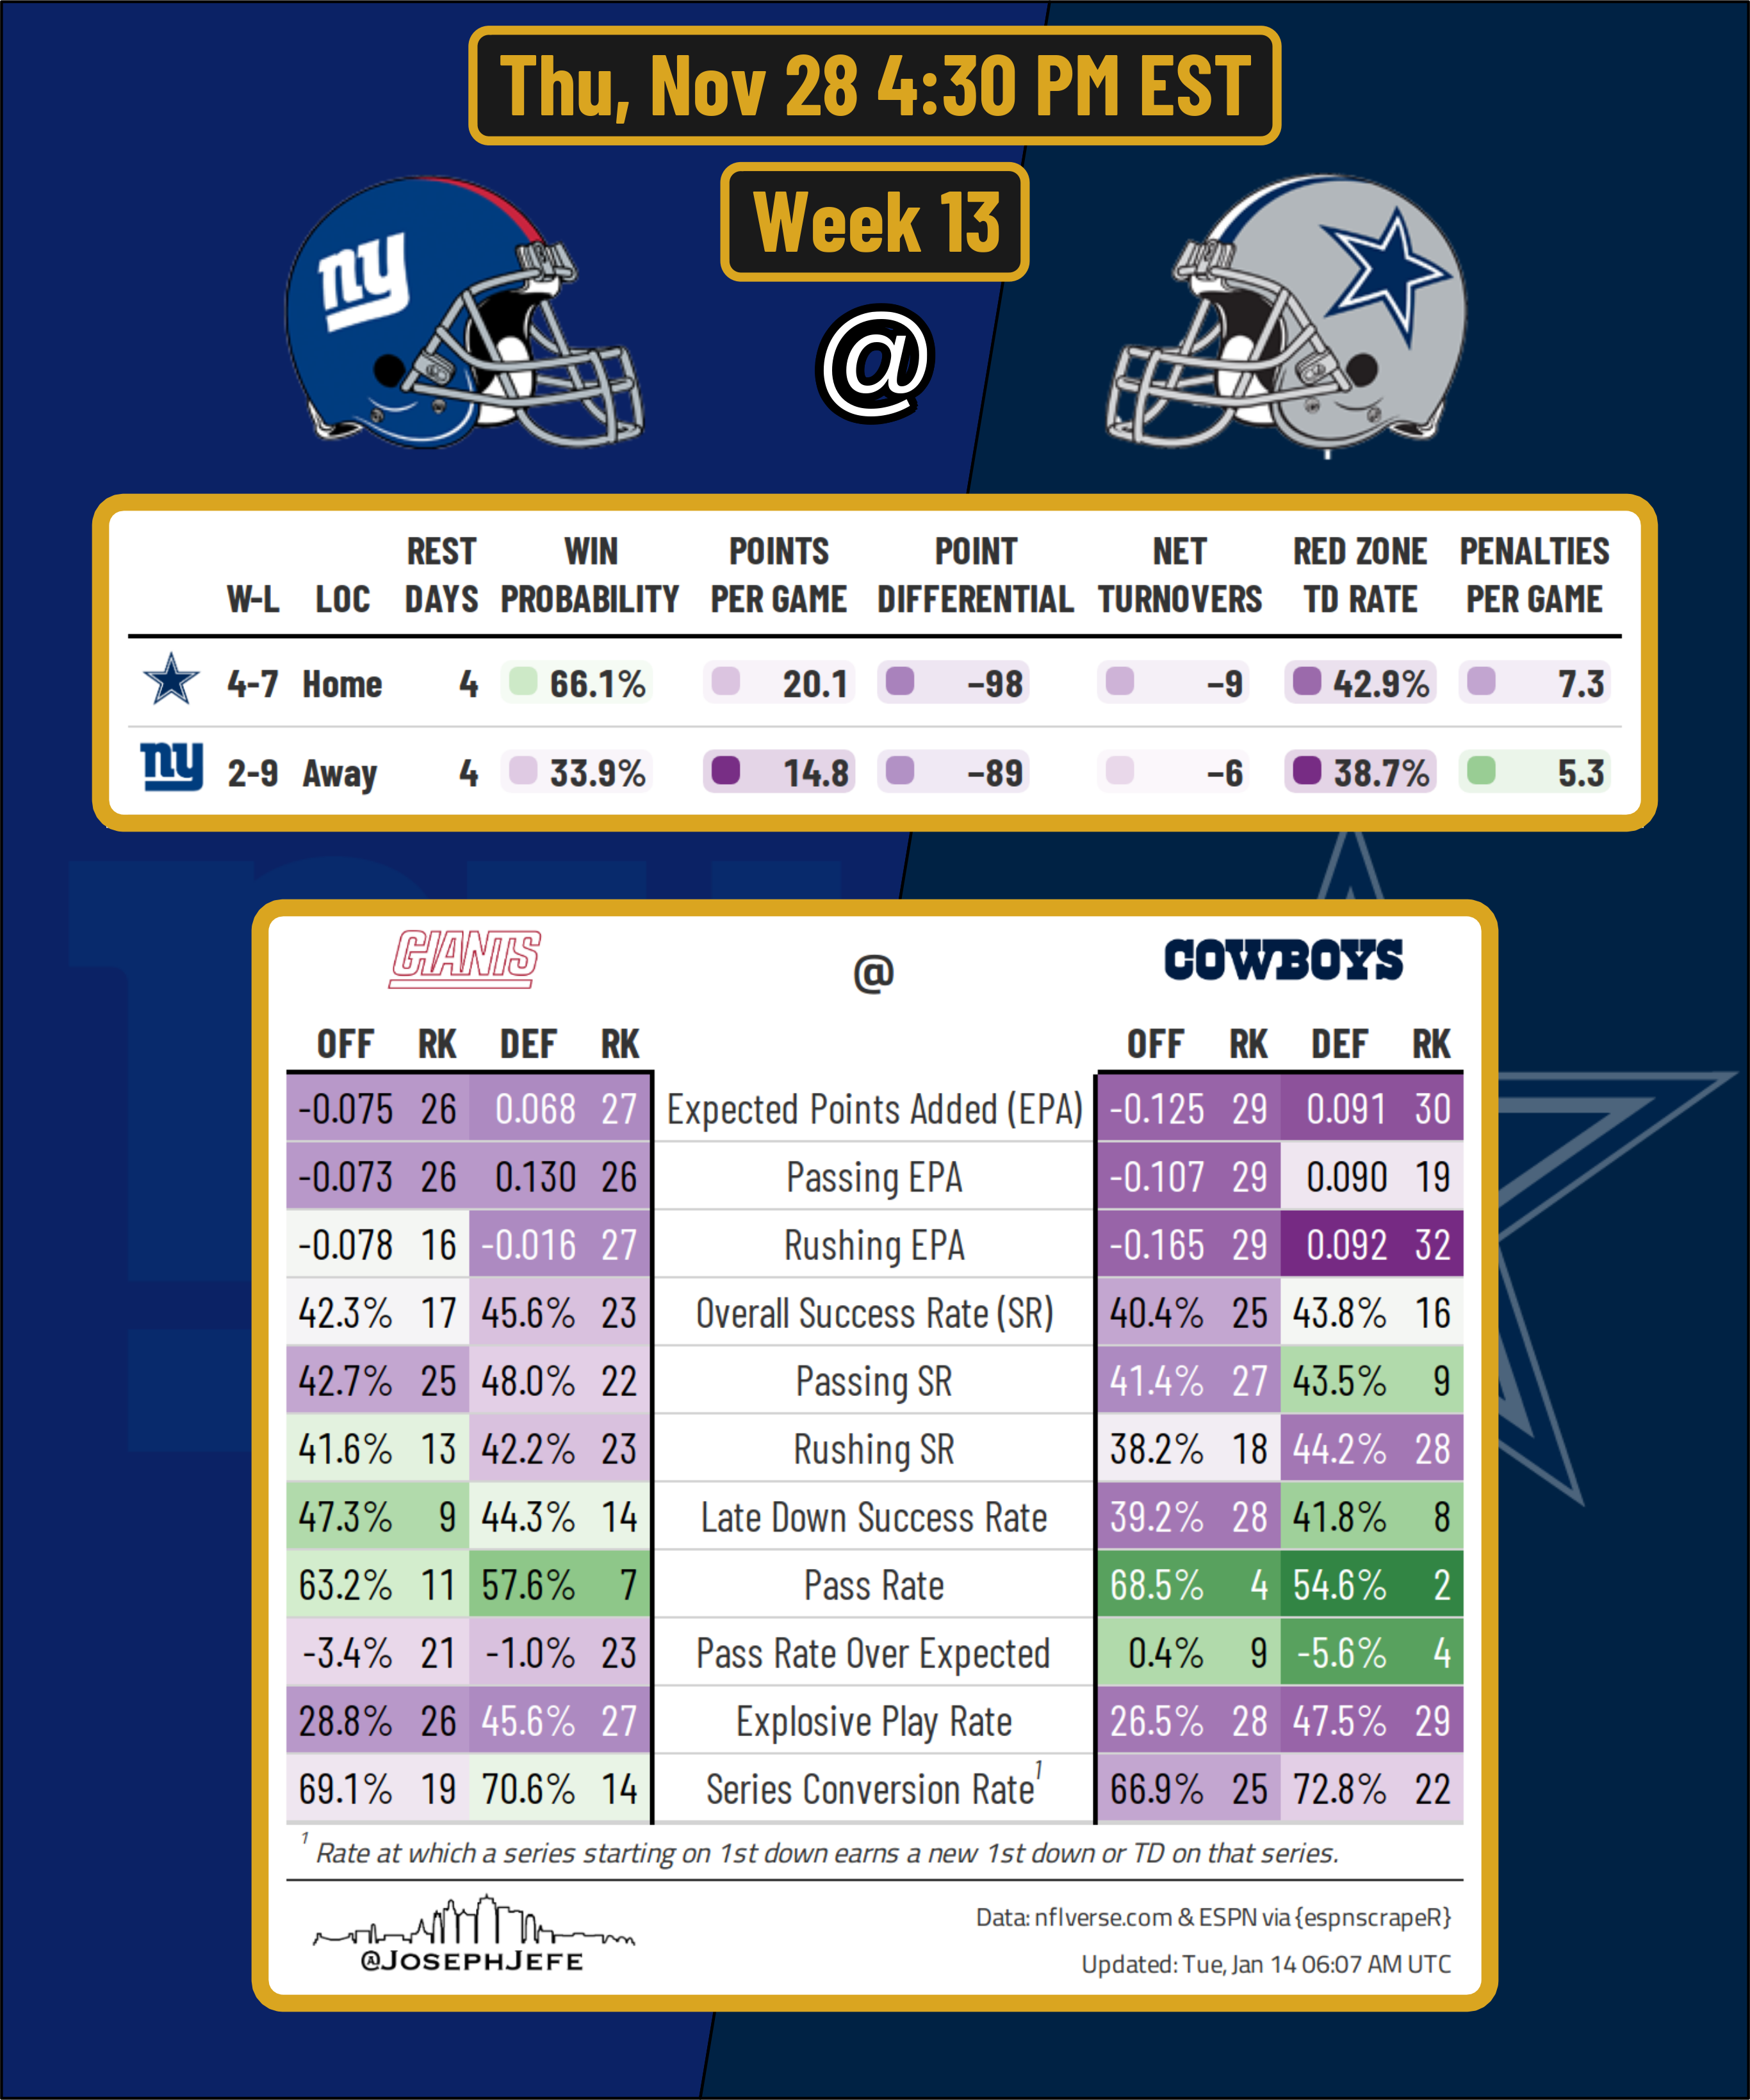 Thu, Nov 28 4:30 PM EST
Week 13
ny
@
REST WIN POINTS POINT NET RED ZONE PENALTIES
W-L LOC DAYS PROBABILITY PER GAME DIFFERENTIAL TURNOVERS TD RATE PER GAME
4-7 Home 4 66.1% 20.1 −98 −9 42.9% 7.3
ny 2-9 Away 4 33.9% 14.8 −89 −6 38.7% 5.3
GIANTS @ COWBOYS
OFF RK DEF RK OFF RK DEF RK
-0.075 26 0.068 27 Expected Points Added (EPA) -0.125 29 0.091 30
-0.073 26 0.130 26 Passing EPA -0.107 29 0.090 19
-0.078 16 -0.016 27 Rushing EPA -0.165 29 0.092 32
42.3% 17 45.6% 23 Overall Success Rate (SR) 40.4% 25 43.8% 16
42.7% 25 48.0% 22 Passing SR 41.4% 27 43.5% 9
41.6% 13 42.2% 23 Rushing SR 38.2% 18 44.2% 28
47.3% 9 44.3% 14 Late Down Success Rate 39.2% 28 41.8% 8
63.2% 11 57.6% 7 Pass Rate 68.5% 4 54.6% 2
-3.4% 21 -1.0% 23 Pass Rate Over Expected 0.4% 9 -5.6% 4
28.8% 26 45.6% 27 Explosive Play Rate 26.5% 28 47.5% 29
69.1% 19 70.6% 14 Series Conversion Rate¹ 66.9% 25 72.8% 22
¹ Rate at which a series starting on 1st down earns a new 1st down or TD on that series.
@JOSEPHJEFE
Data: nflverse.com & ESPN via {espnscrapeR}
Updated: Tue, Jan 14 06:07 AM UTC